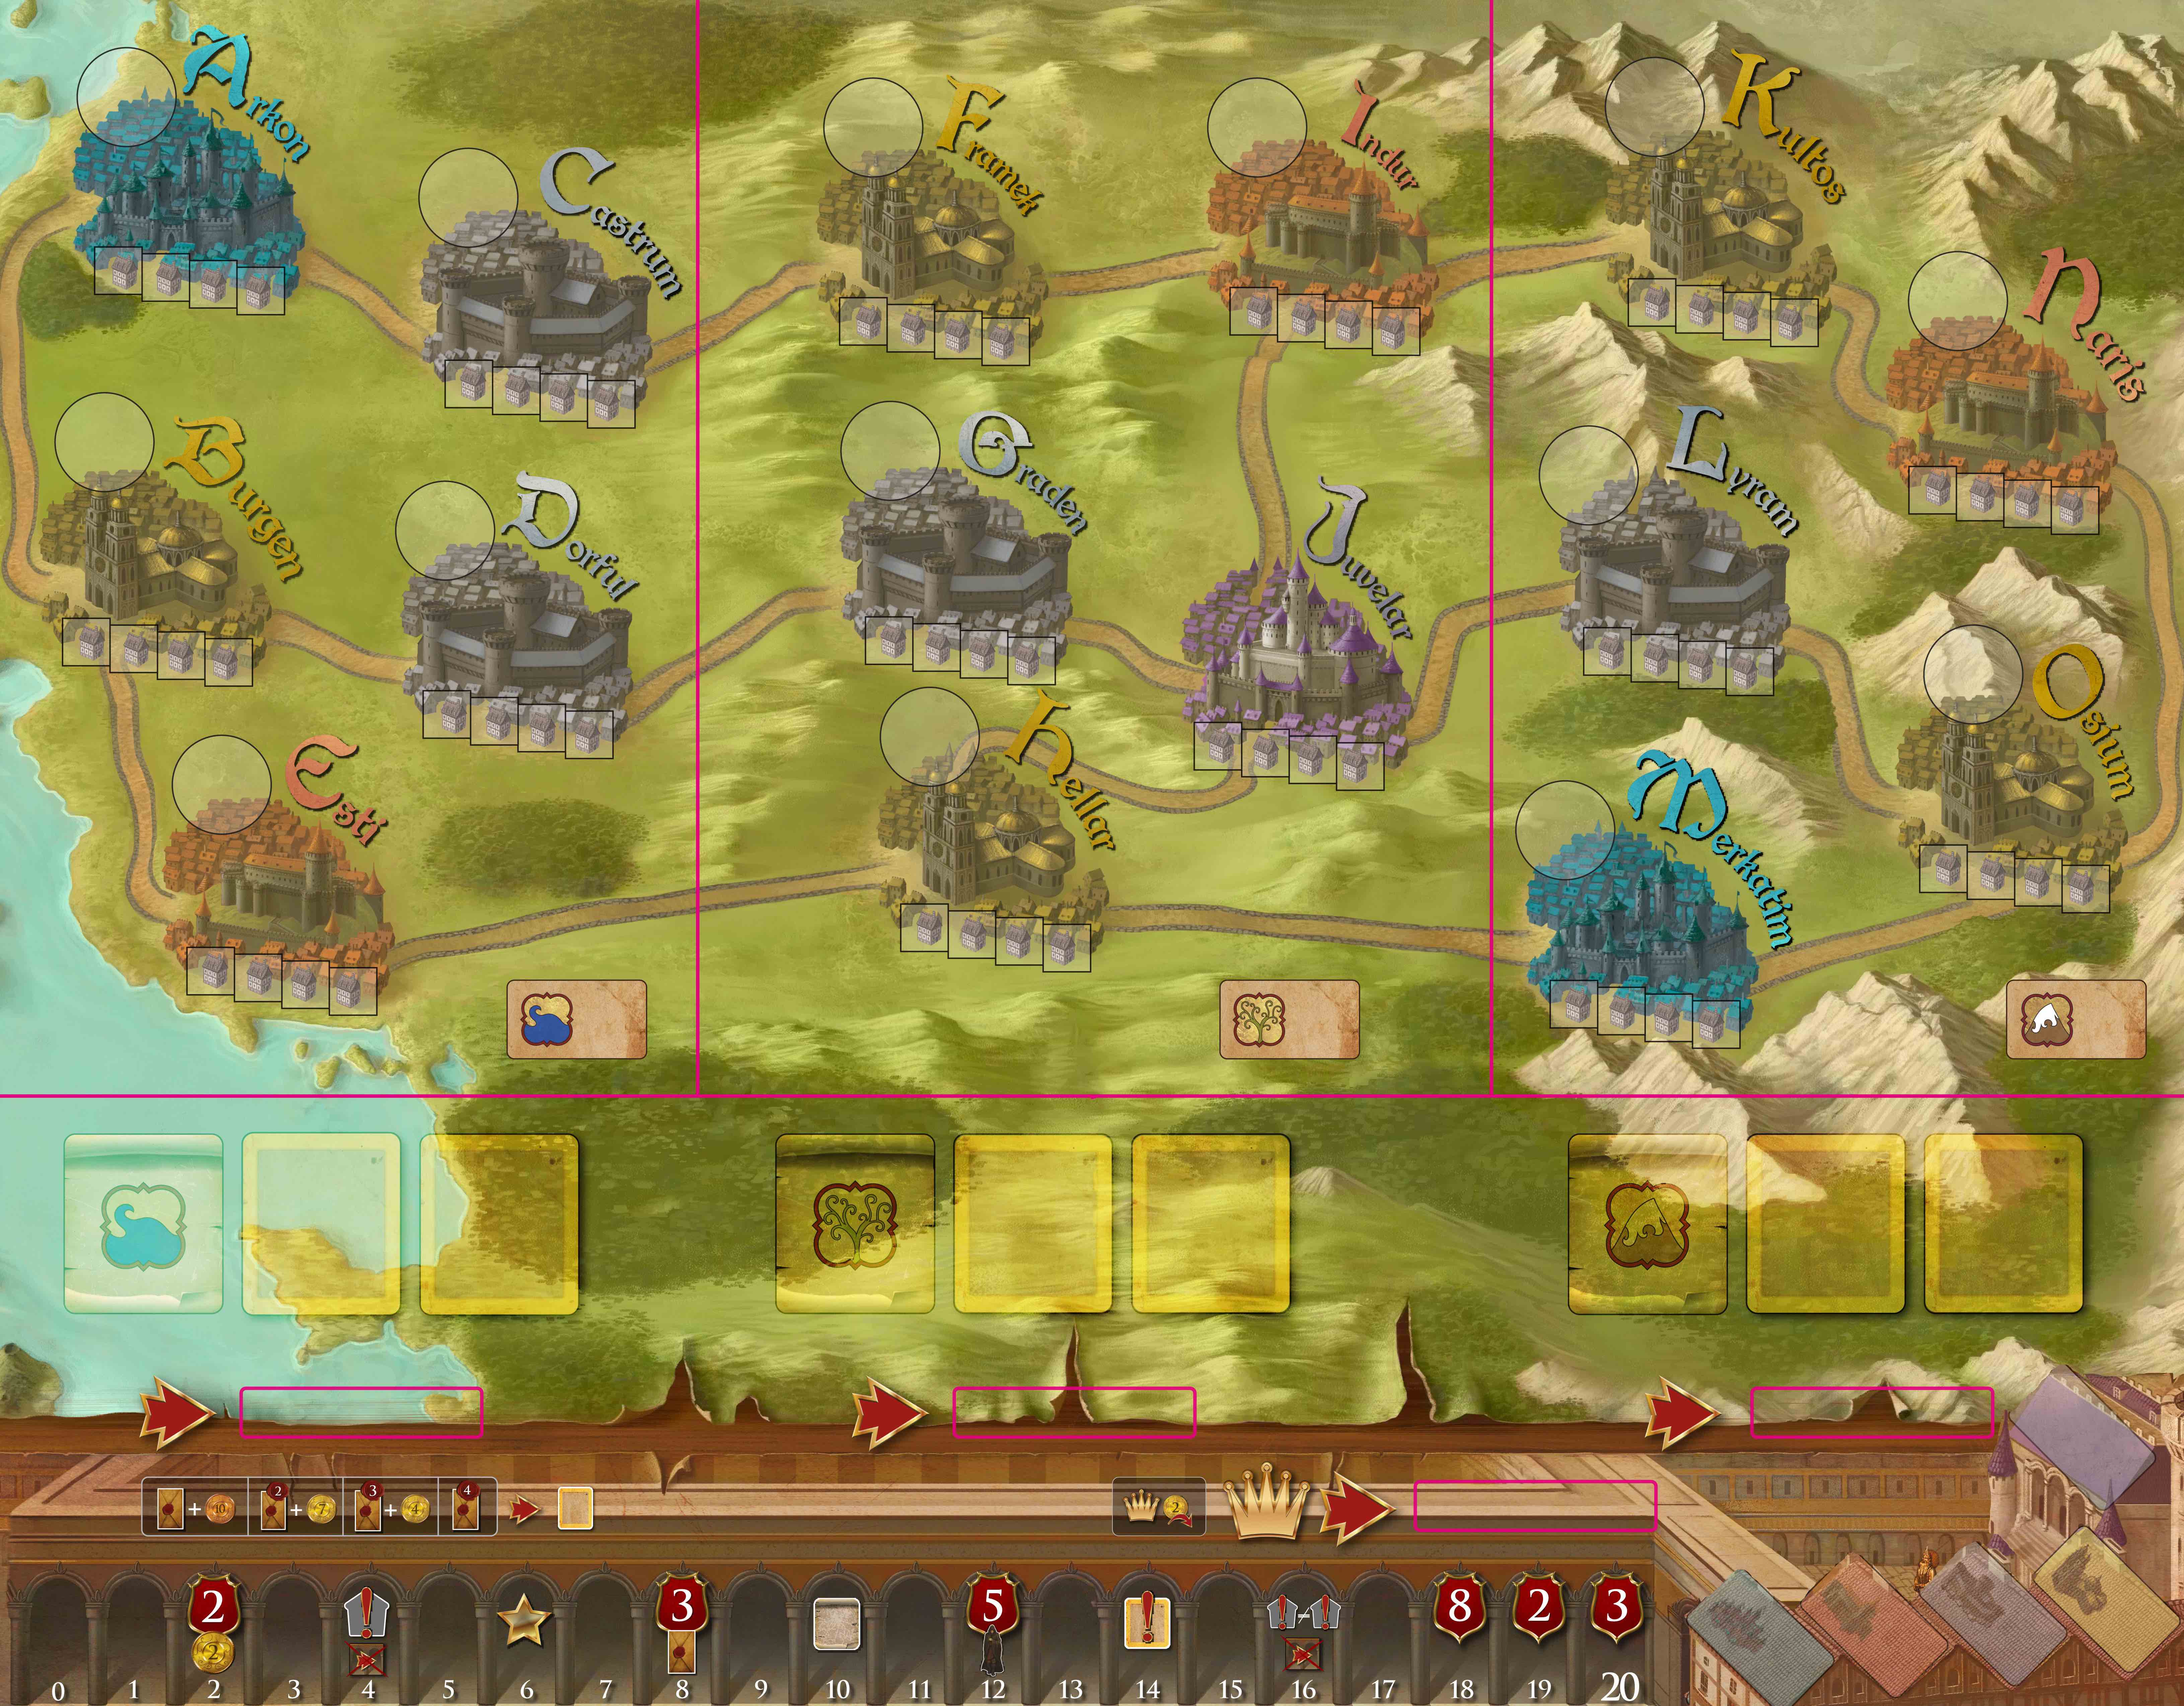 Arkon
Castrum
Framek
Indur
Kultos
Naris
Burgen
Dorful
Graden
Juvelar
Lyram
Esti
Hellar
Merkatim
Osium
+ 10
2 + 7
3 + 4
4
2
2
2
3
5
8
2
3
0 1 2 3 4 5 6 7 8 9 10 11 12 13 14 15 16 17 18 19 20